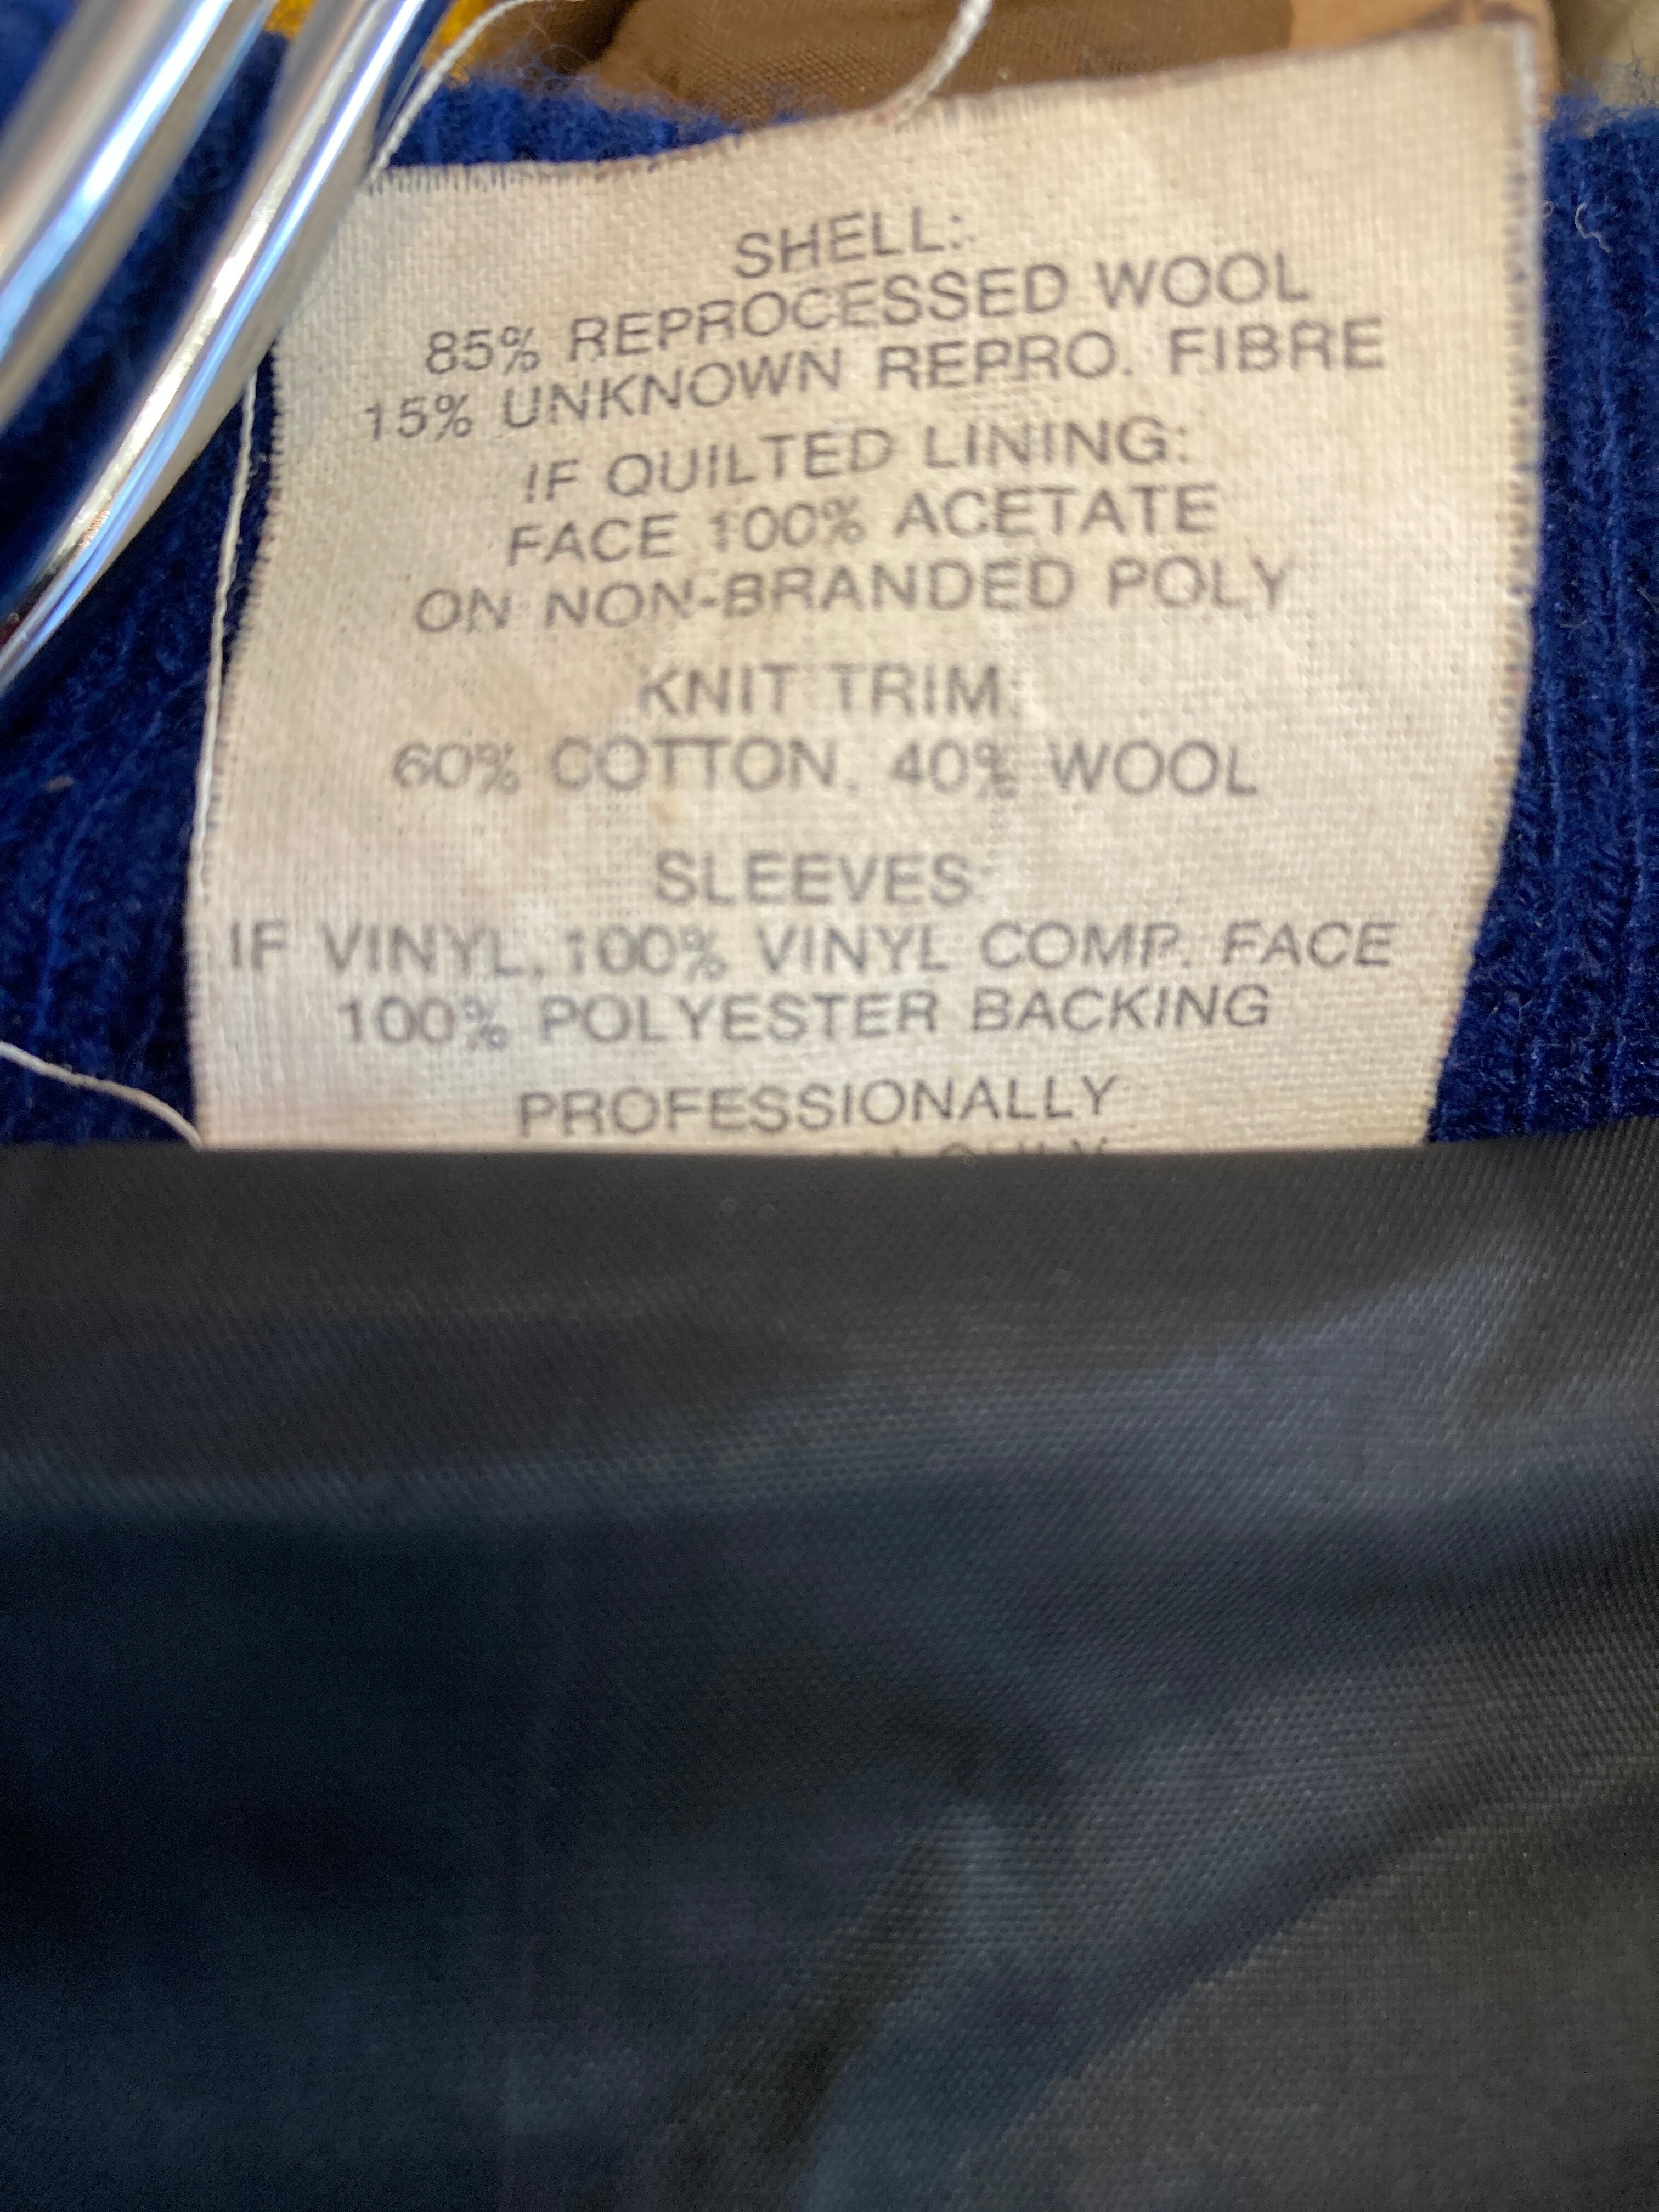 SHELL:
85% REPROCESSED WOOL
15% UNKNOWN REPRO. FIBRE
IF QUILTED LINING:
FACE 100% ACETATE
ON NON-BRANDED POLY
KNIT TRIM:
60% COTTON, 40% WOOL
SLEEVES:
IF VINYL, 100% VINYL COMP. FACE
100% POLYESTER BACKING
PROFESSIONALLY